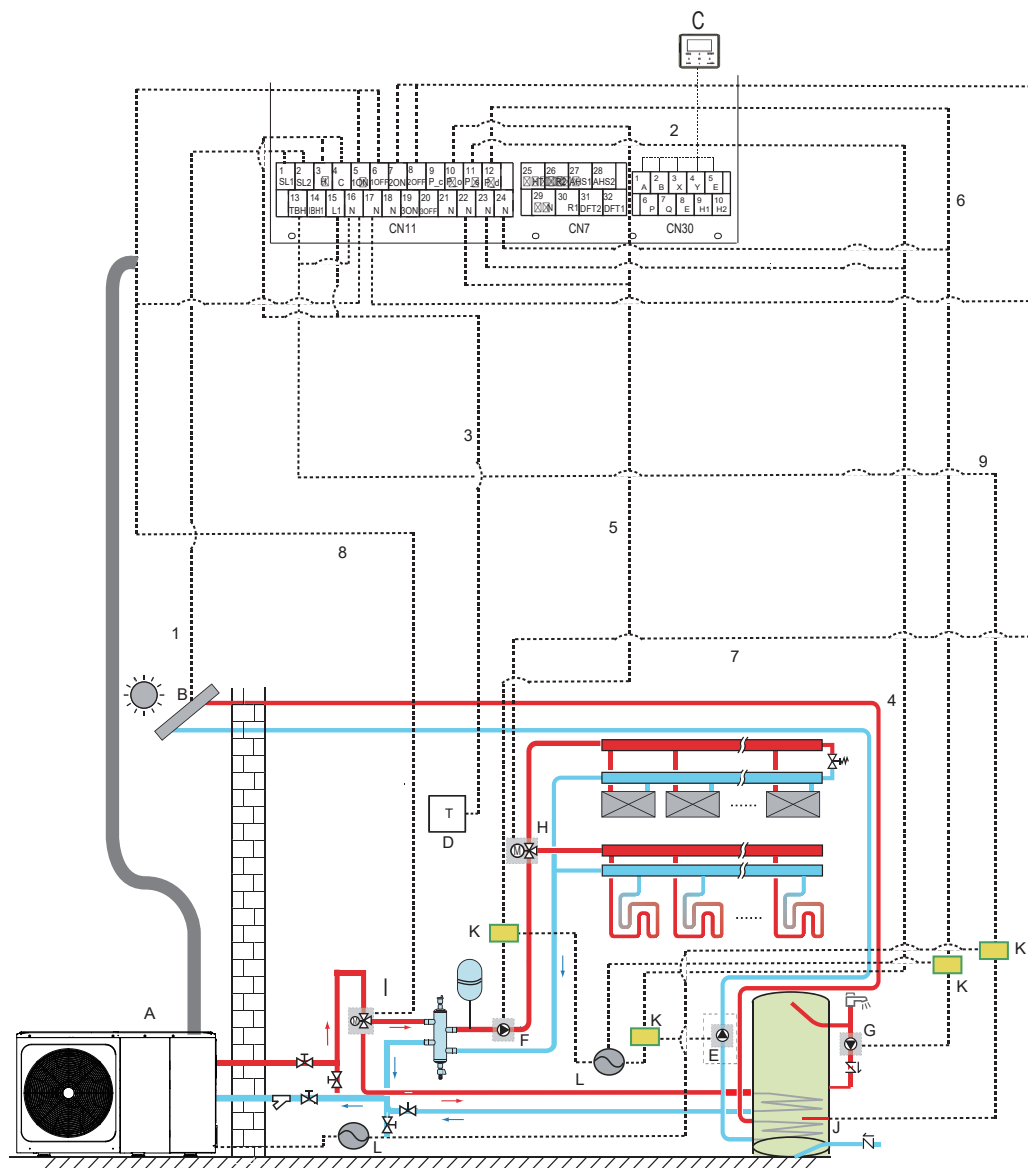 C
2
1 2 3 4 5 6 7 8 9 10 11 12
SL1 SL2 C 1OFF 2ON 2OFF P_c
13 14 15 16 17 18 19 20 21 22 23 24
TBH IBH1 L1 N N N 3ON 3OFF N N N N
CN11
25 26 27 28
AHS2
29 30 31 32
N R1 DFT2 DFT1
CN7
1 2 3 4 5
A B X Y E
6 7 8 9 10
P Q E H1 H2
CN30
6
3
9
5
8
1
7
B
4
T
D
H
M
K
K
K
A
I
M
F
K
E
G
L
J
L